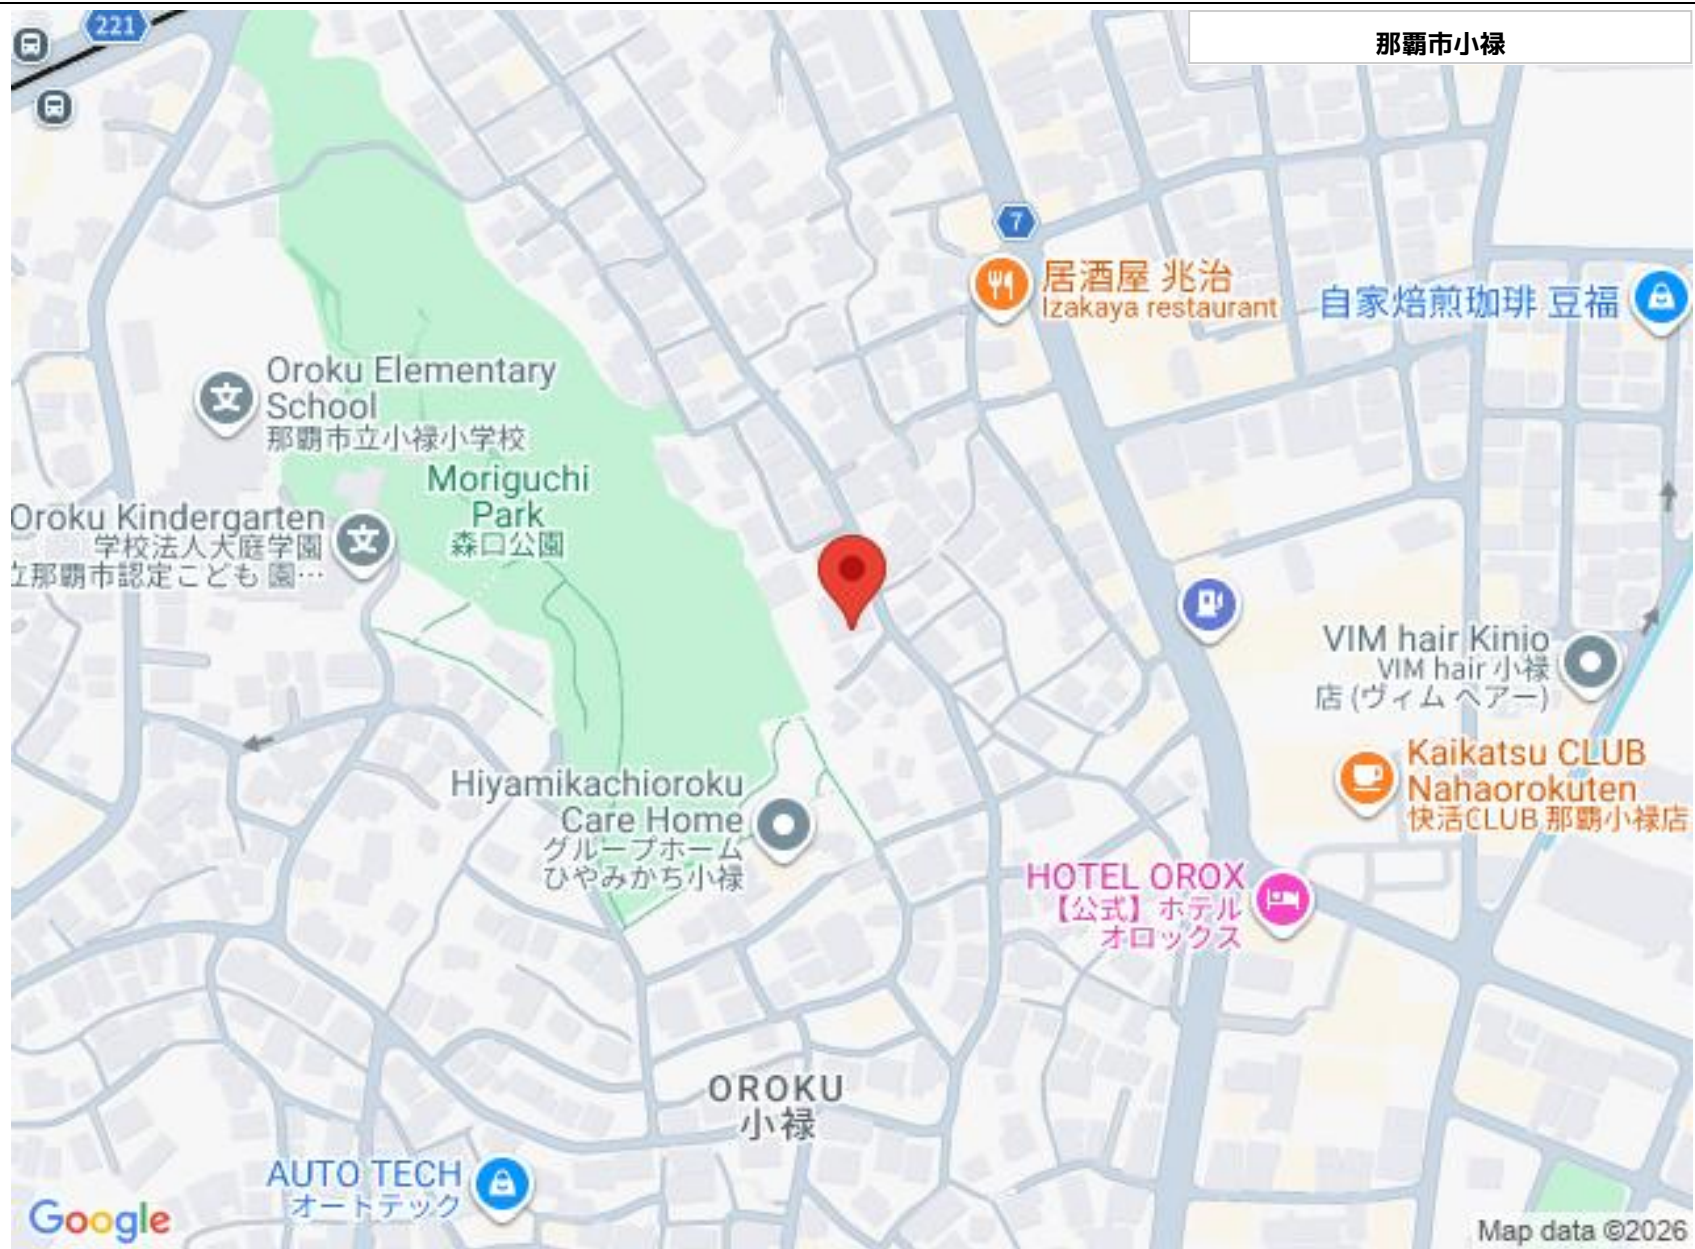 221
那覇市小禄
7
居酒屋 兆治
Izakaya restaurant
自家焙煎珈琲 豆福
Oroku Elementary
School
那覇市立小禄小学校
Moriguchi
Park
森口公園
Oroku Kindergarten
学校法人大庭学園
立那覇市認定こども園…
VIM hair Kinio
VIM hair 小禄
店 (ヴィム ヘアー)
Kaikatsu CLUB
Nahaorokuten
快活CLUB 那覇小禄店
Hiyamikachioroku
Care Home
グループホーム
ひやみかち小禄
HOTEL OROX
【公式】ホテル
オロックス
OROKU
小禄
AUTO TECH
オートテック
Google
Map data ©2026